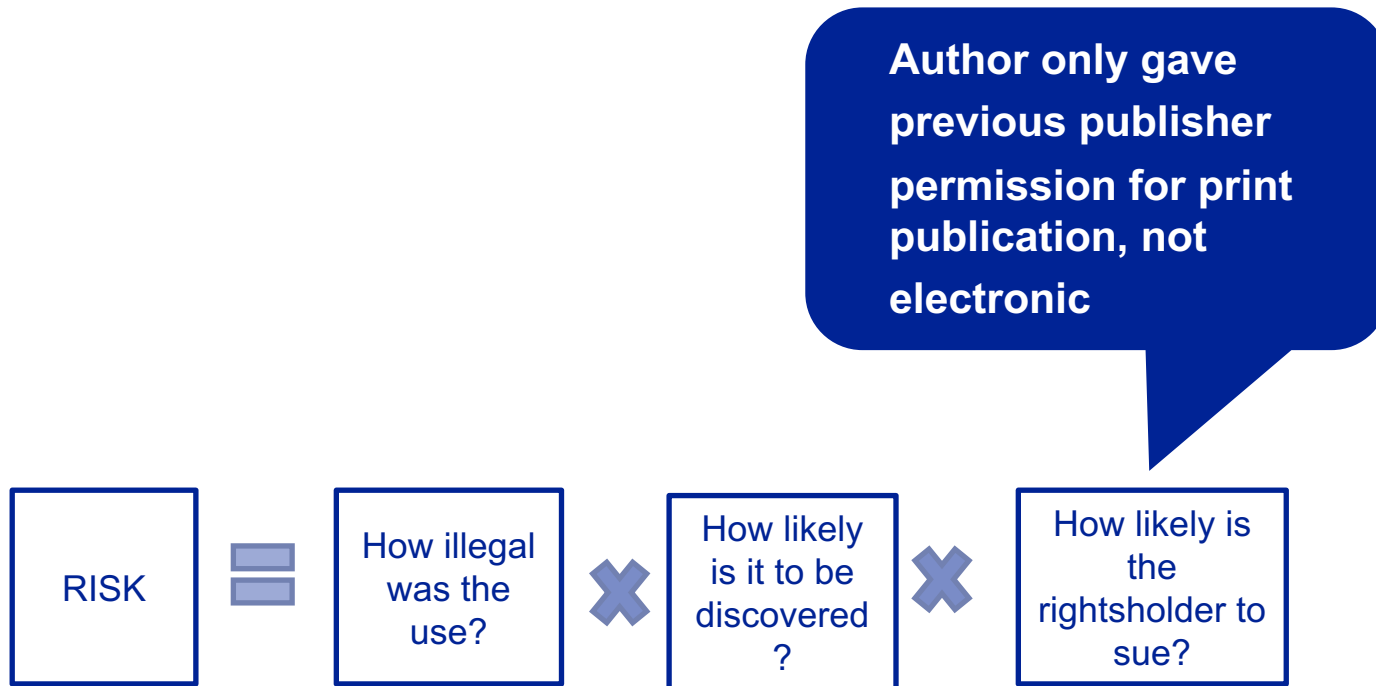 Author only gave
previous publisher
permission for print
publication, not
electronic
RISK
How illegal
was the
use?
How likely
is it to be
discovered
?
How likely is
the
rightsholder to
sue?